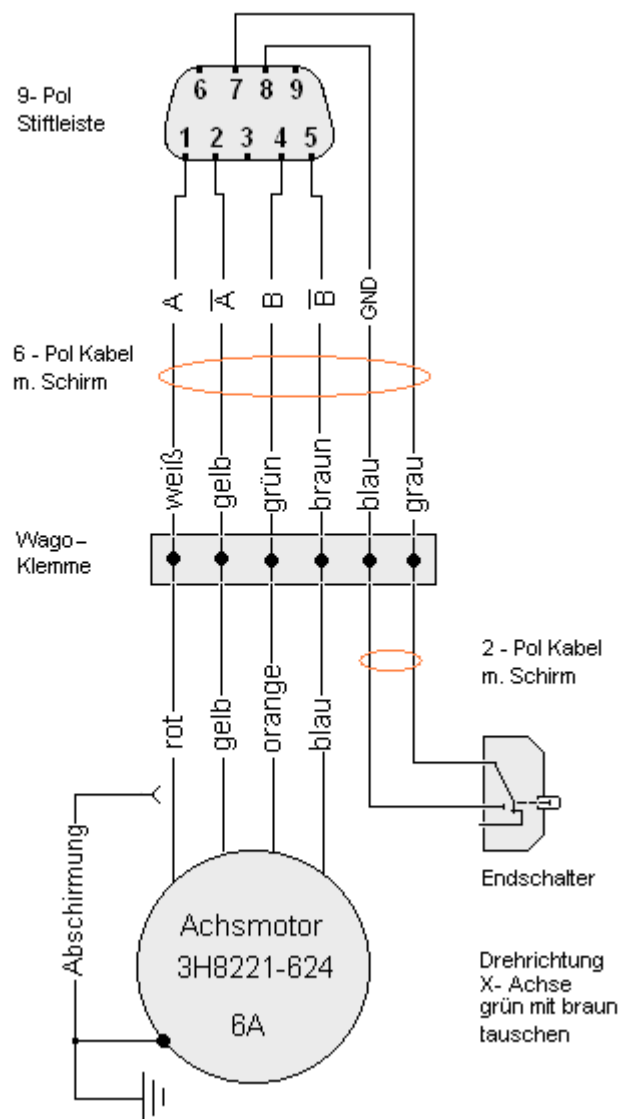 9- Pol
Stiftleiste
6 7 8 9
1 2 3 4 5
A
A
B
B
GND
6 - Pol Kabel
m. Schirm
weiß
gelb
grün
braun
blau
grau
Wago-
Klemme
2 - Pol Kabel
m. Schirm
rot
gelb
orange
blau
Abschirmung
Endschalter
Achsmotor
3H8221-624
6A
Drehrichtung
X- Achse
grün mit braun
tauschen